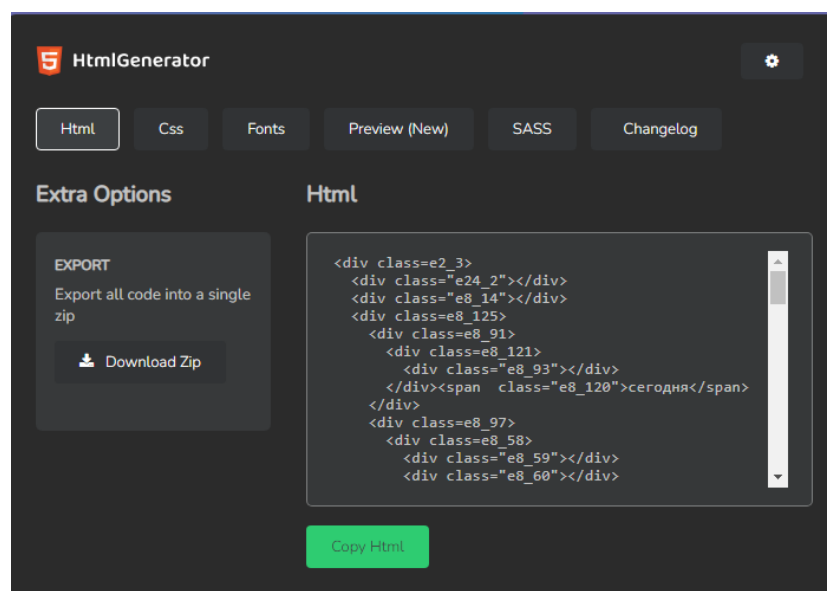 HtmlGenerator
Html
Css
Fonts
Preview (New)
SASS
Changelog
Extra Options
EXPORT
Export all code into a single
zip
Download Zip
Html
<div class=e2_3>
  <div class="e24_2"></div>
  <div class="e8_14"></div>
  <div class=e8_125>
    <div class=e8_91>
      <div class=e8_121>
        <div class="e8_93"></div>
      </div><span  class="e8_120">сегодня</span>
    </div>
    <div class=e8_97>
      <div class=e8_58>
        <div class="e8_59"></div>
        <div class="e8_60"></div>
Copy Html